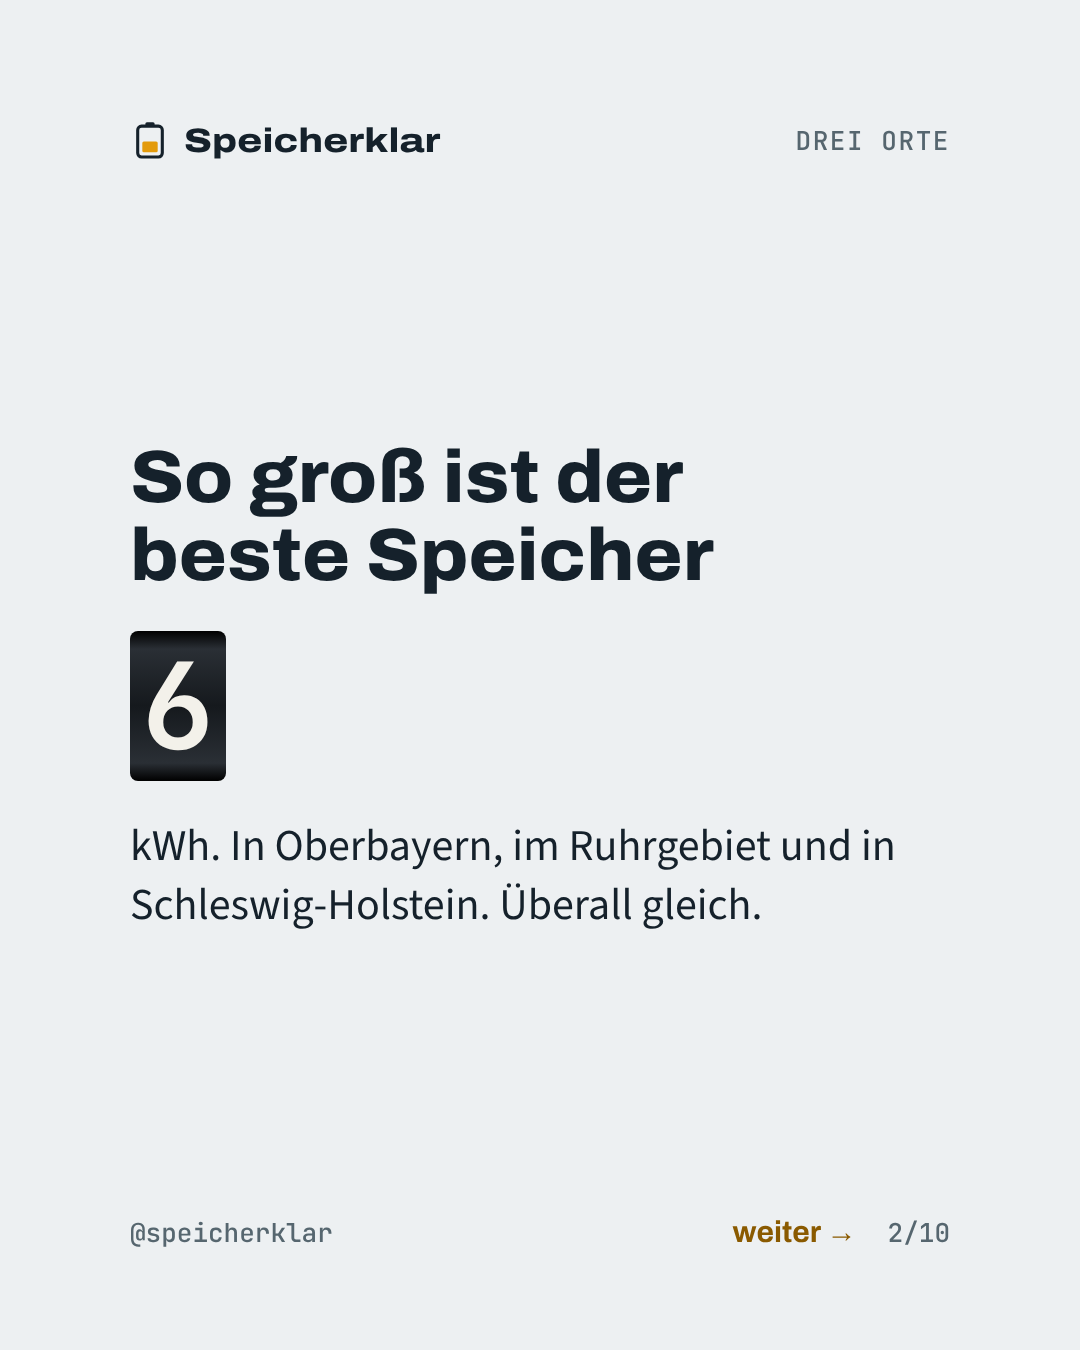 Speicherklar
DREI ORTE
So groß ist der
beste Speicher
6
kWh. In Oberbayern, im Ruhrgebiet und in
Schleswig-Holstein. Überall gleich.
@speicherklar
weiter → 2/10